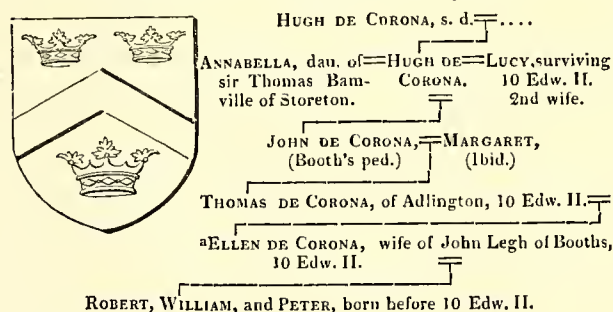 HUGH DE CORONA, s. d. = ....
ANNABELLA, dau. of = HUGH DE = LUCY, surviving
sir Thomas Bam- CORONA. 10 Edw. II.
ville of Storeton. 2nd wife.
JOHN DE CORONA, = MARGARET,
(Booth's ped.) (Ibid.)
THOMAS DE CORONA, of Adlington, 10 Edw. II. =
aELLEN DE CORONA, wife of John Legh of Booths,
10 Edw. II.
ROBERT, WILLIAM, and PETER, born before 10 Edw. II.